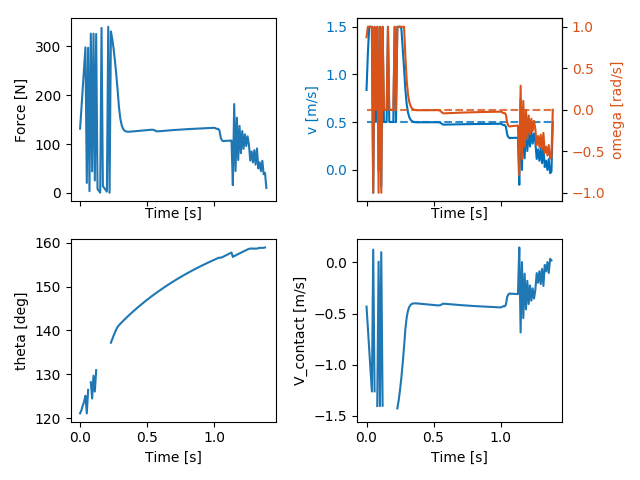 Force [N]
300
200
100
0
Time [s]
v [m/s]
1.5
1.0
0.5
0.0
1.0
0.5
0.0
−0.5
−1.0
omega [rad/s]
Time [s]
theta [deg]
160
150
140
130
120
0.0 0.5 1.0
Time [s]
V_contact [m/s]
0.0
−0.5
−1.0
−1.5
0.0 0.5 1.0
Time [s]